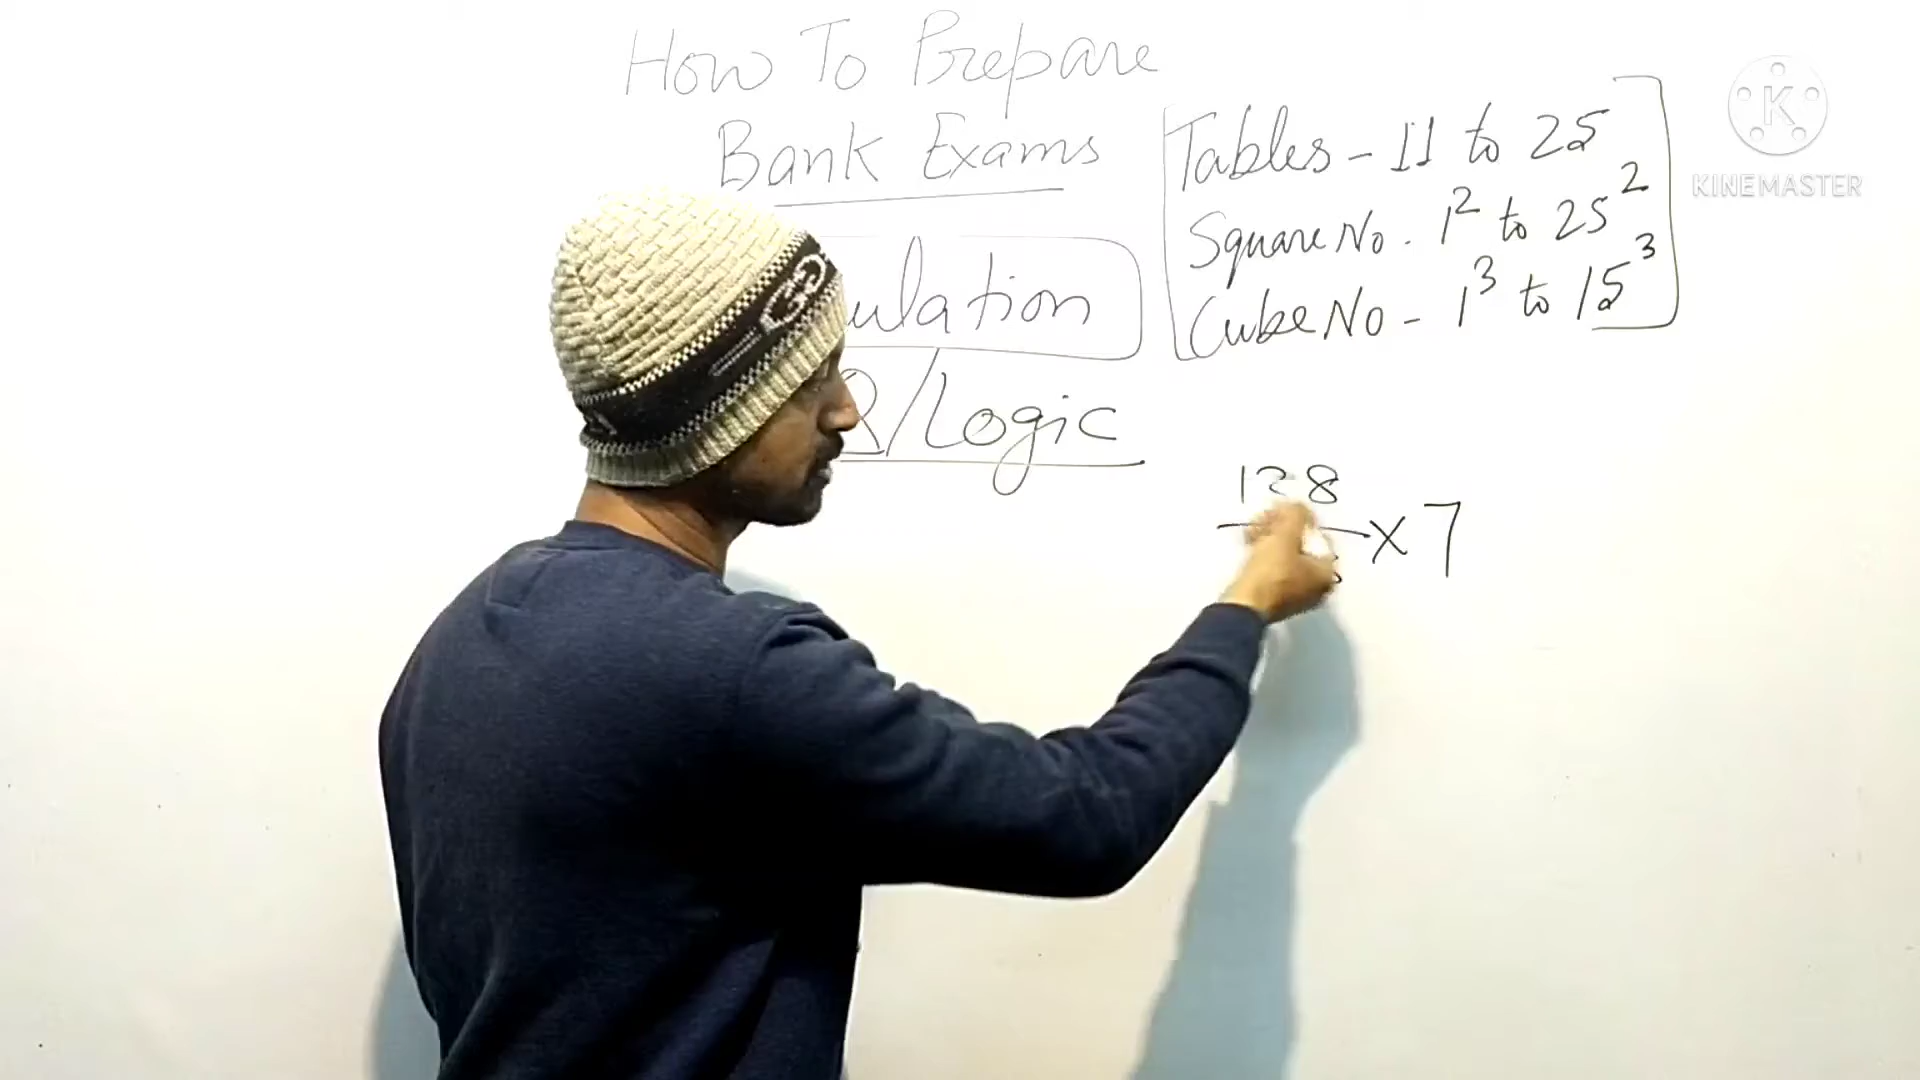 How To Prepare
Bank Exams
ulation
/Logic
Tables - 11 to 25
Square No. 1² to 25²
Cube No - 1³ to 15³
128
× 7
K
KINEMASTER